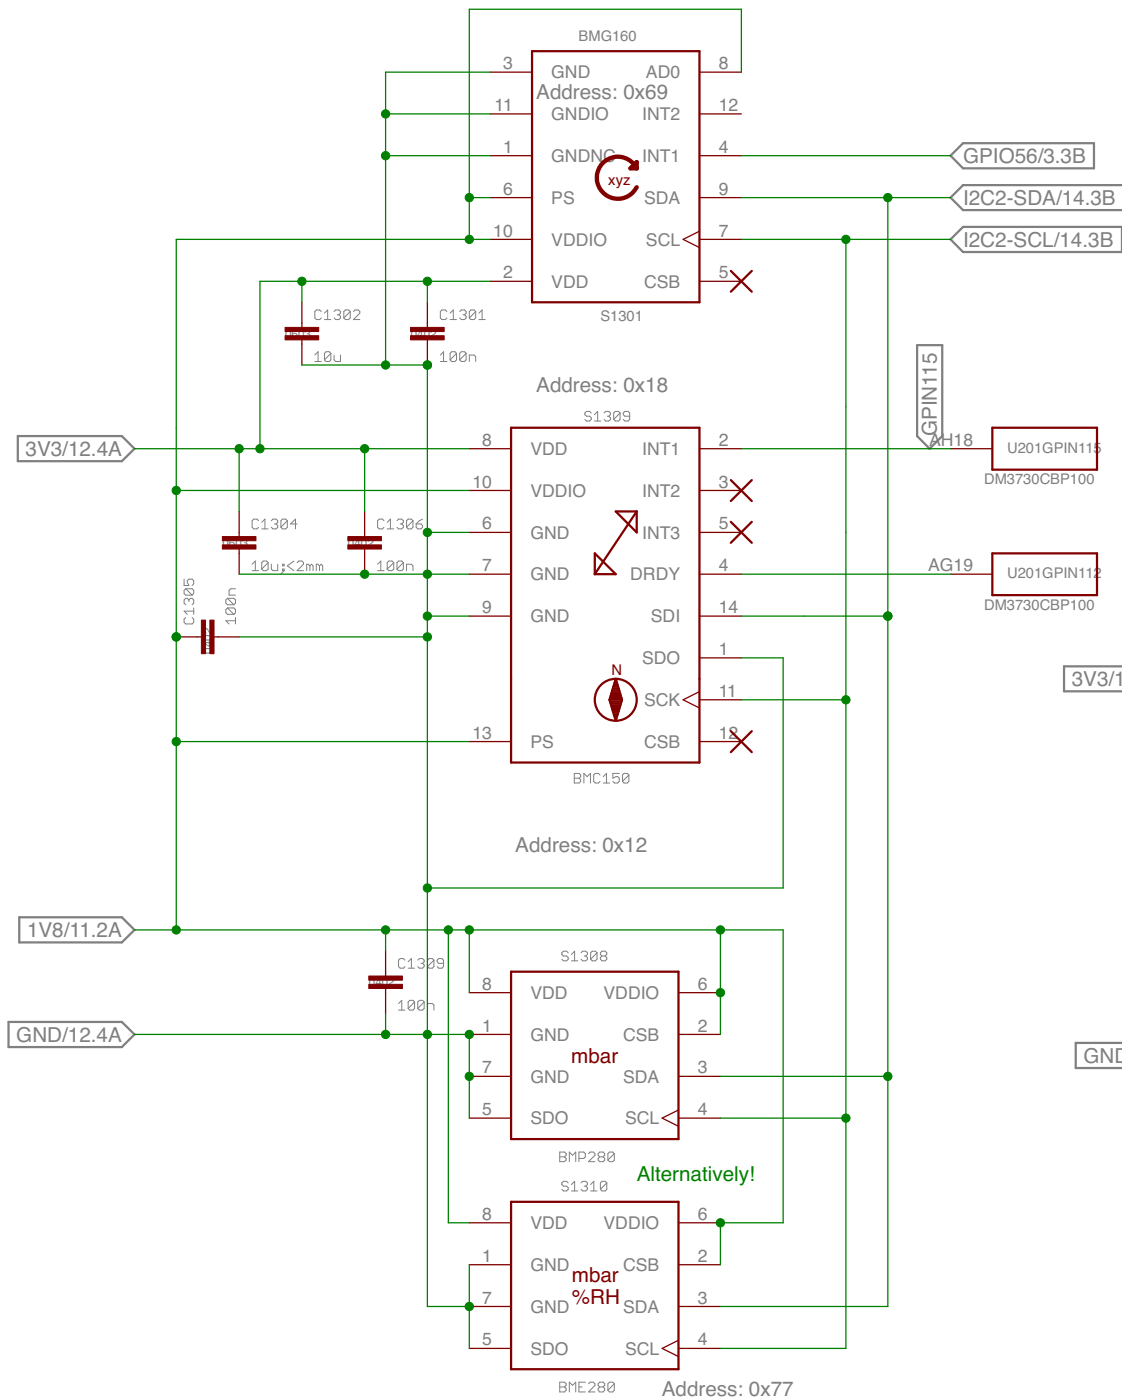 BMG160
3 GND AD0 8
Address: 0x69
11 GNDIO INT2 12
1 GNDNC INT1 4
GPIO56/3.3B
xyz
6 PS SDA 9
I2C2-SDA/14.3B
10 VDDIO SCL 7
I2C2-SCL/14.3B
2 VDD CSB 5
S1301
C1302
10u
C1301
100n
Address: 0x18
S1309
GPIN115
3V3/12.4A
8 VDD INT1 2
AH18
U201GPIN115
DM3730CBP100
10 VDDIO INT2 3
6 GND INT3 5
C1304
10u;<2mm
C1306
100n
7 GND DRDY 4
AG19
U201GPIN112
DM3730CBP100
C1305
100n
9 GND SDI 14
SDO 1
N
SCK 11
3V3/1
13 PS CSB 12
BMC150
Address: 0x12
1V8/11.2A
C1309
100n
S1308
8 VDD VDDIO 6
GND/12.4A
1 GND CSB 2
GND
mbar
7 GND SDA 3
5 SDO SCL 4
BMP280
Alternatively!
S1310
8 VDD VDDIO 6
1 GND CSB 2
mbar
%RH
7 GND SDA 3
5 SDO SCL 4
BME280
Address: 0x77